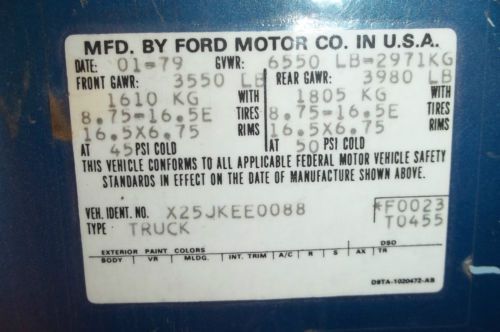 MFD. BY FORD MOTOR CO. IN U.S.A.
DATE: 01-79 GVWR: 6550 LB=2971KG
FRONT GAWR: 3550 LB REAR GAWR: 3980 LB
1610 KG WITH 1805 KG WITH
8.75-16.5E TIRES 8.75-16.5E TIRES
16.5X6.75 RIMS 16.5X6.75 RIMS
AT 45 PSI COLD AT 50 PSI COLD
THIS VEHICLE CONFORMS TO ALL APPLICABLE FEDERAL MOTOR VEHICLE SAFETY
STANDARDS IN EFFECT ON THE DATE OF MANUFACTURE SHOWN ABOVE.
VEH. IDENT. NO. X25JKEE0088 *F0023
TYPE TRUCK T0455
EXTERIOR PAINT COLORS DSO
BODY VR MLDG. INT. TRIM A/C R S AX TR
D8TA-1020472-AB